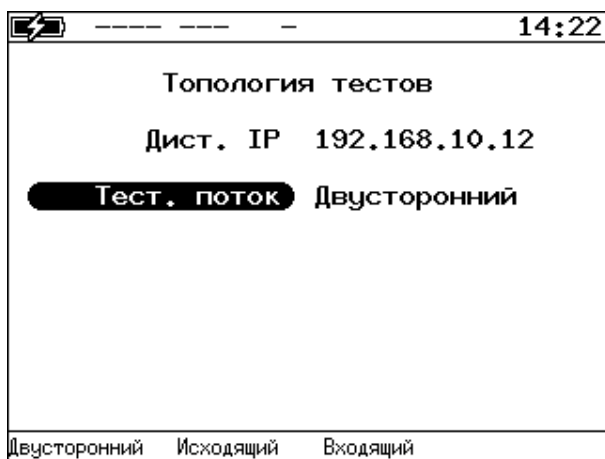 ---- --- - 14:22
Топология тестов
Дист. IP 192.168.10.12
Тест. поток Двусторонний
Двусторонний Исходящий Входящий